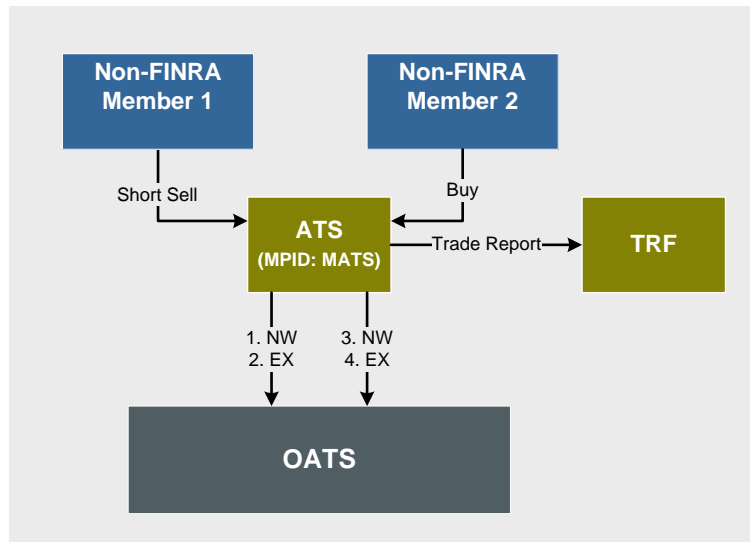 Non-FINRA
Member 1
Non-FINRA
Member 2
Short Sell
Buy
ATS
(MPID: MATS)
Trade Report
TRF
1. NW
2. EX
3. NW
4. EX
OATS